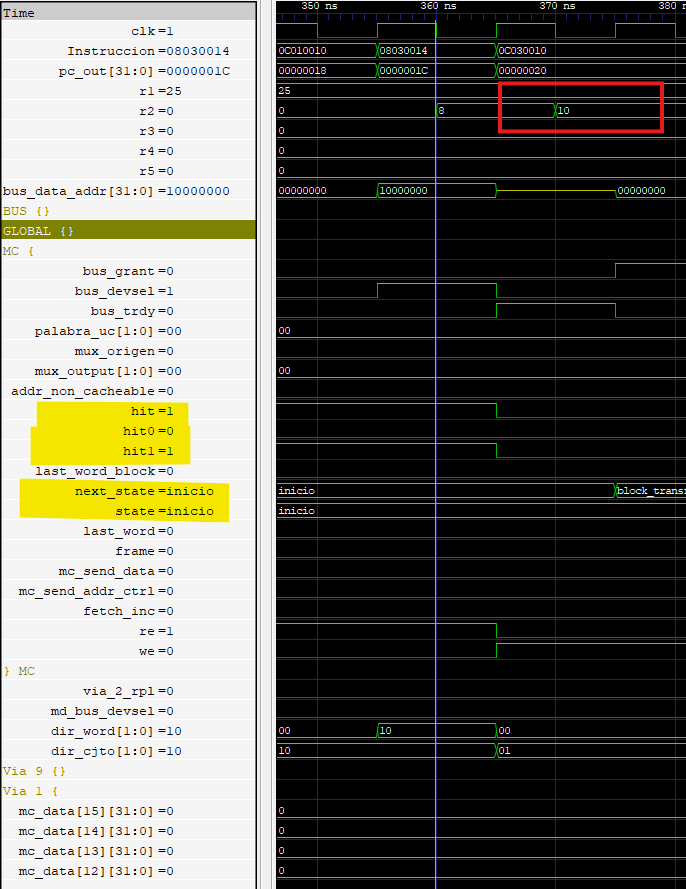 Time 350 ns 360 ns 370 ns 380 n
clk=1
Instruccion=08030014 0C010010 08030014 0C030010
pc_out[31:0]=0000001C 00000018 0000001C 00000020
r1=25 25
r2=0 0 8 10
r3=0 0
r4=0 0
r5=0 0
bus_data_addr[31:0]=10000000 00000000 10000000 00000000
BUS {}
GLOBAL {}
MC {
bus_grant=0
bus_devsel=1
bus_trdy=0
palabra_uc[1:0]=00 00
mux_origen=0
mux_output[1:0]=00 00
addr_non_cacheable=0
hit=1
hit0=0
hit1=1
last_word_block=0
next_state=inicio inicio block_transf
state=inicio inicio
last_word=0
frame=0
mc_send_data=0
mc_send_addr_ctrl=0
fetch_inc=0
re=1
we=0
} MC
via_2_rpl=0
md_bus_devsel=0
dir_word[1:0]=10 00 10 00
dir_cjto[1:0]=10 10 01
Via 9 {}
Via 1 {
mc_data[15][31:0]=0 0
mc_data[14][31:0]=0 0
mc_data[13][31:0]=0 0
mc_data[12][31:0]=0 0